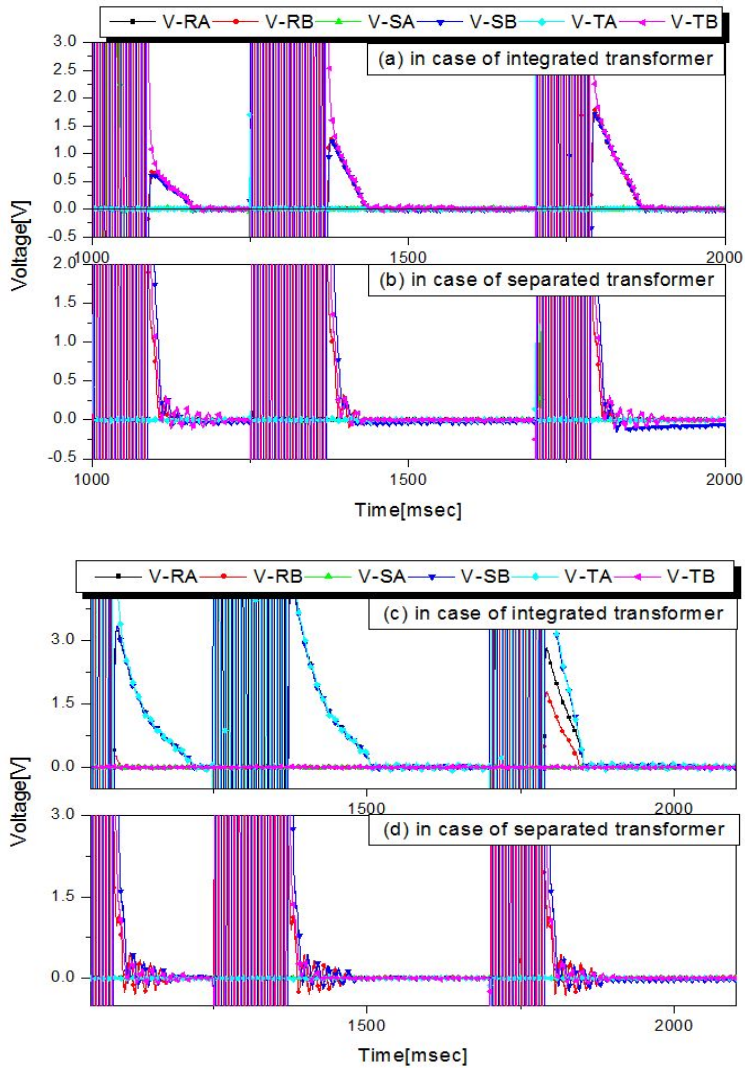 V-RA V-RB V-SA V-SB V-TA V-TB
(a) in case of integrated transformer
3.0
2.5
2.0
1.5
1.0
0.5
0.0
-0.5
1000 1500 2000
Voltage[V]
(b) in case of separated transformer
2.0
1.5
1.0
0.5
0.0
-0.5
1000 1500 2000
Time[msec]
V-RA V-RB V-SA V-SB V-TA V-TB
(c) in case of integrated transformer
3.0
1.5
0.0
1500 2000
Voltage[V]
(d) in case of separated transformer
3.0
1.5
0.0
1500 2000
Time[msec]